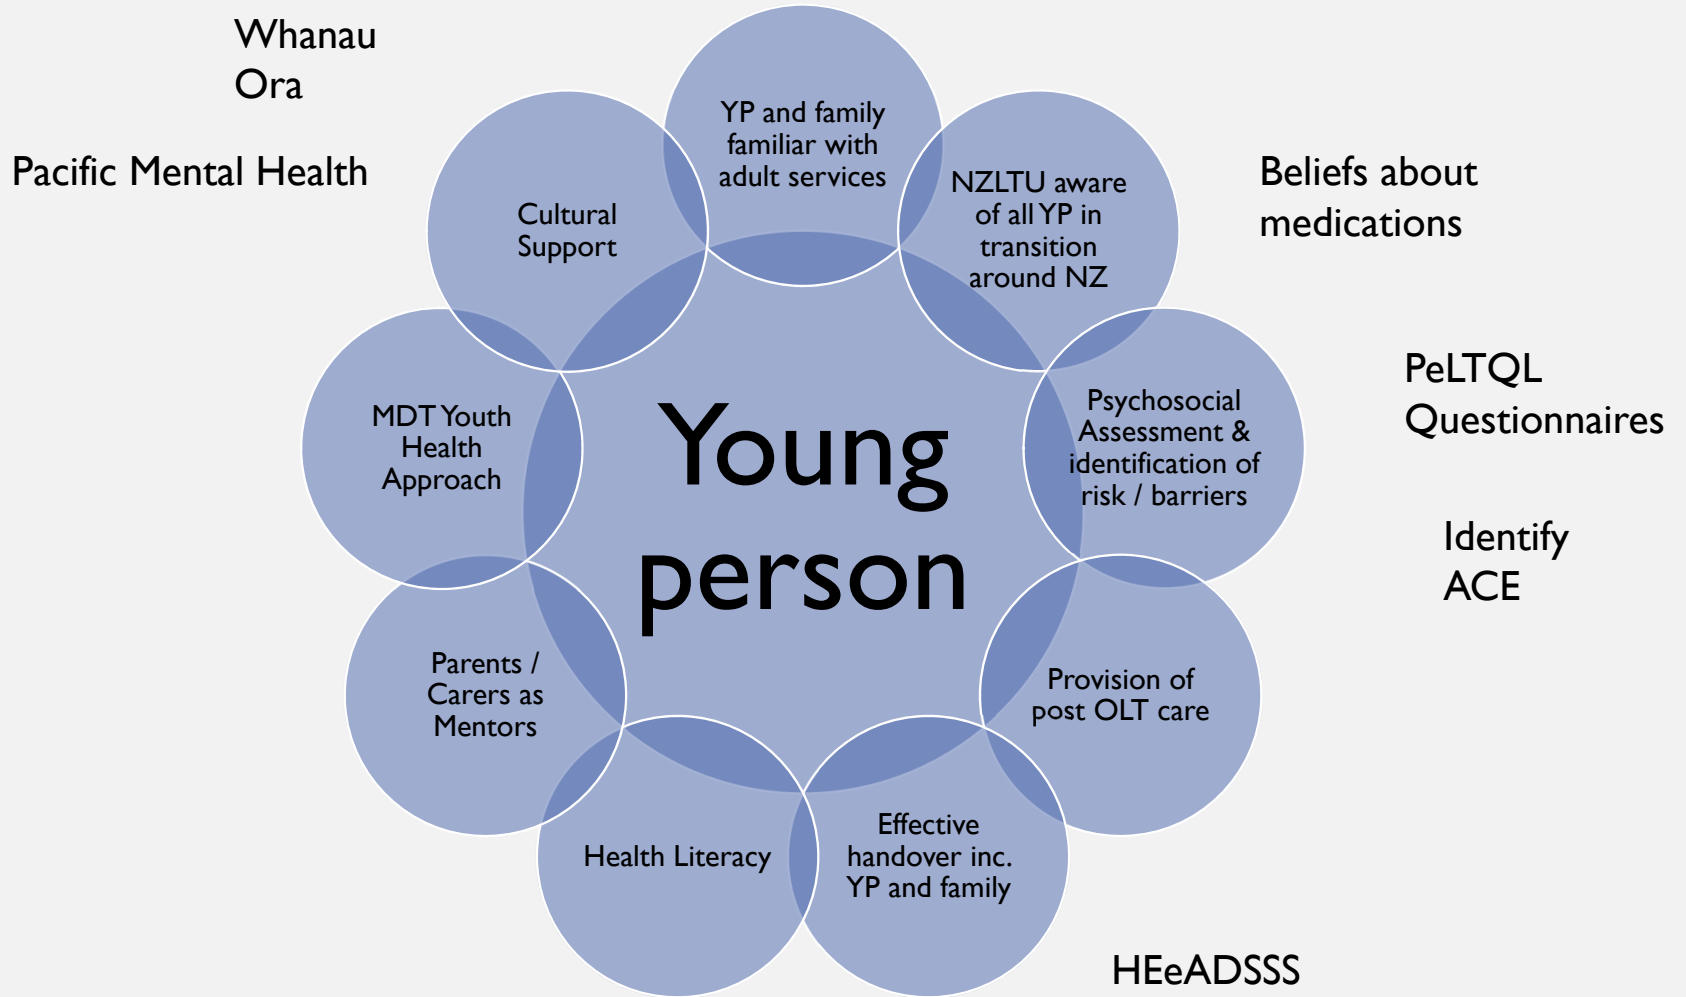 Whanau
Ora
Pacific Mental Health
YP and family
familiar with
adult services
NZLTU aware
of all YP in
transition
around NZ
Beliefs about
medications
Cultural
Support
PeLTQL
Questionnaires
Psychosocial
Assessment &
identification of
risk / barriers
Identify
ACE
MDT Youth
Health
Approach
Young
person
Parents /
Carers as
Mentors
Provision of
post OLT care
Health Literacy
Effective
handover inc.
YP and family
HEeADSSS